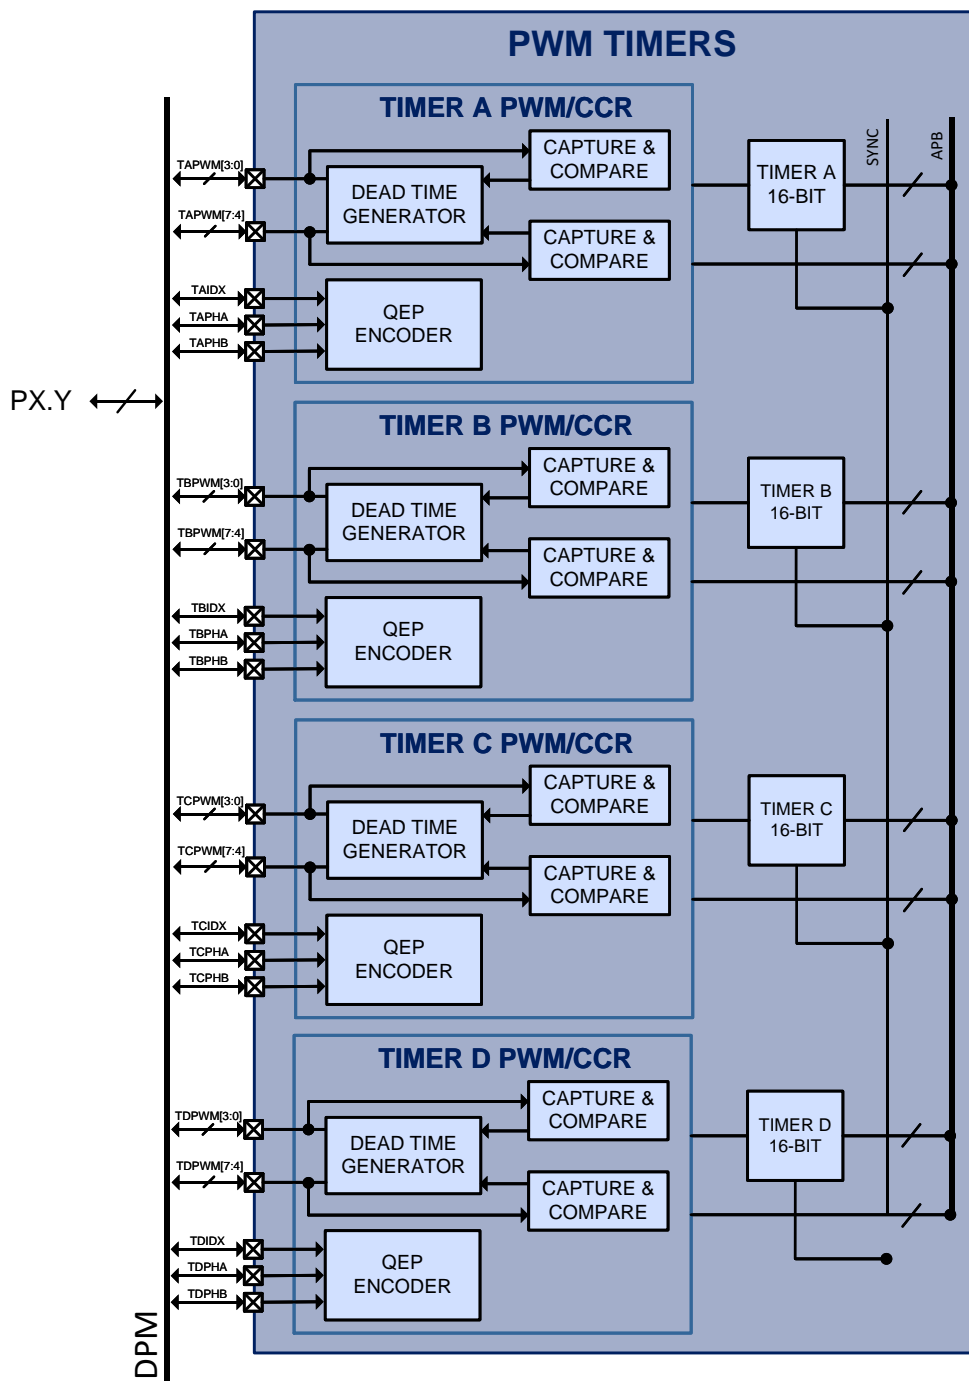 PWM TIMERS
TIMER A PWM/CCR
SYNC
APB
TAPWM[3:0]
CAPTURE &
COMPARE
TIMER A
16-BIT
DEAD TIME
GENERATOR
TAPWM[7:4]
CAPTURE &
COMPARE
TAIDX
TAPHA
TAPHB
QEP
ENCODER
PX.Y
TIMER B PWM/CCR
TBPWM[3:0]
CAPTURE &
COMPARE
TIMER B
16-BIT
DEAD TIME
GENERATOR
TBPWM[7:4]
CAPTURE &
COMPARE
TBIDX
TBPHA
TBPHB
QEP
ENCODER
TIMER C PWM/CCR
TCPWM[3:0]
CAPTURE &
COMPARE
TIMER C
16-BIT
DEAD TIME
GENERATOR
TCPWM[7:4]
CAPTURE &
COMPARE
TCIDX
TCPHA
TCPHB
QEP
ENCODER
TIMER D PWM/CCR
TDPWM[3:0]
CAPTURE &
COMPARE
TIMER D
16-BIT
DEAD TIME
GENERATOR
TDPWM[7:4]
CAPTURE &
COMPARE
TDIDX
TDPHA
TDPHB
QEP
ENCODER
DPM